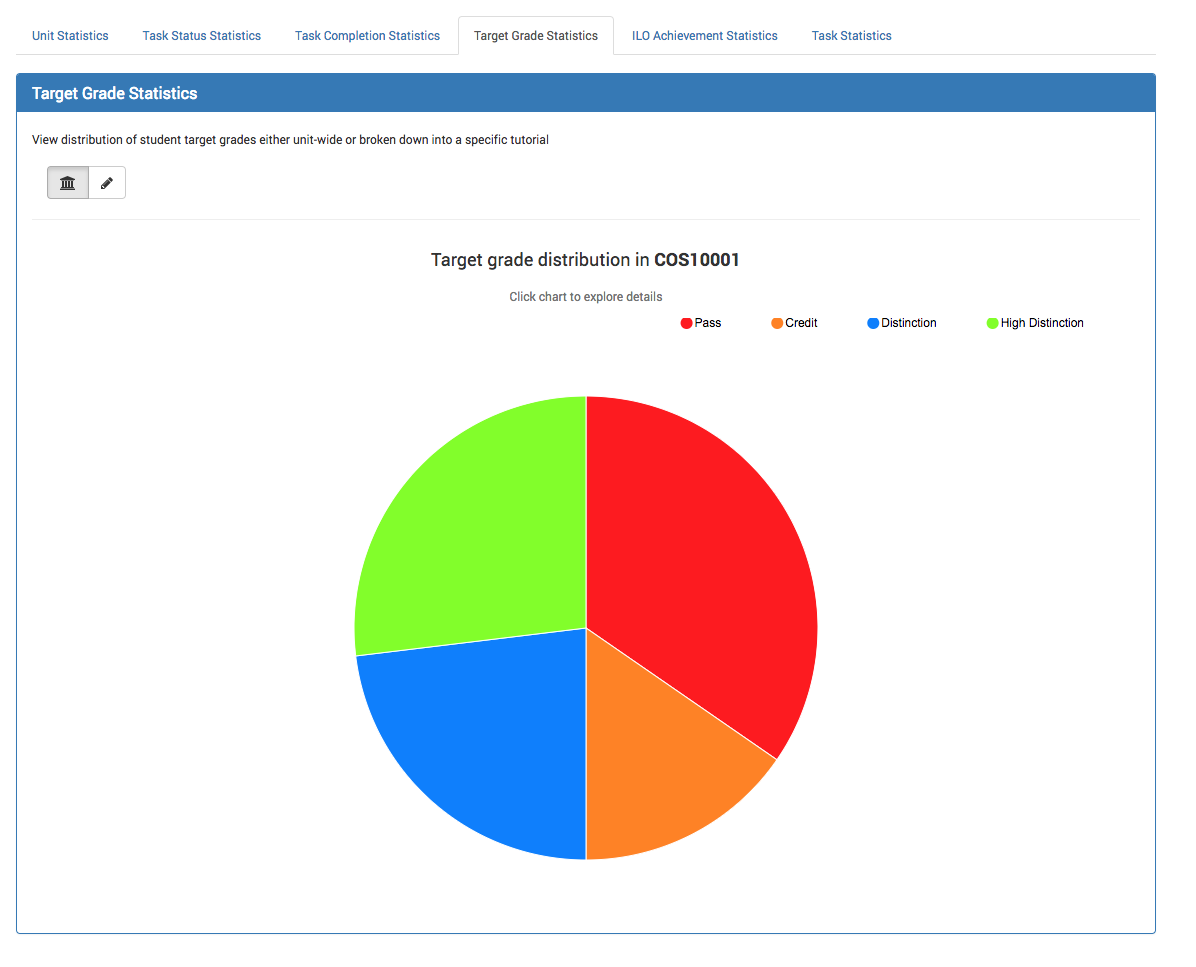 Unit Statistics Task Status Statistics Task Completion Statistics Target Grade Statistics ILO Achievement Statistics Task Statistics
Target Grade Statistics
View distribution of student target grades either unit-wide or broken down into a specific tutorial
Target grade distribution in COS10001
Click chart to explore details
Pass Credit Distinction High Distinction